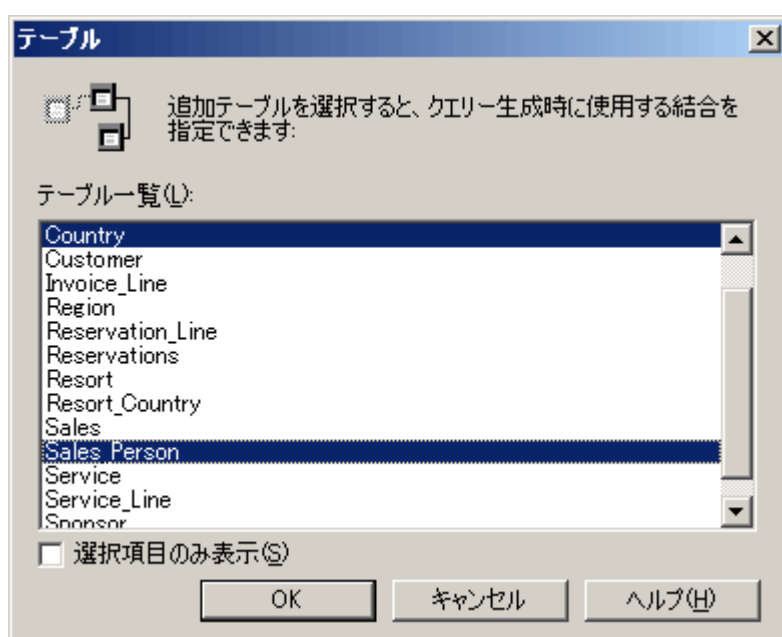 テーブル
追加テーブルを選択すると、クエリー生成時に使用する結合を
指定できます:
テーブル一覧(L):
Country
Customer
Invoice_Line
Region
Reservation_Line
Reservations
Resort
Resort_Country
Sales
Sales_Person
Service
Service_Line
Sponsor
選択項目のみ表示(S)
OK キャンセル ヘルプ(H)